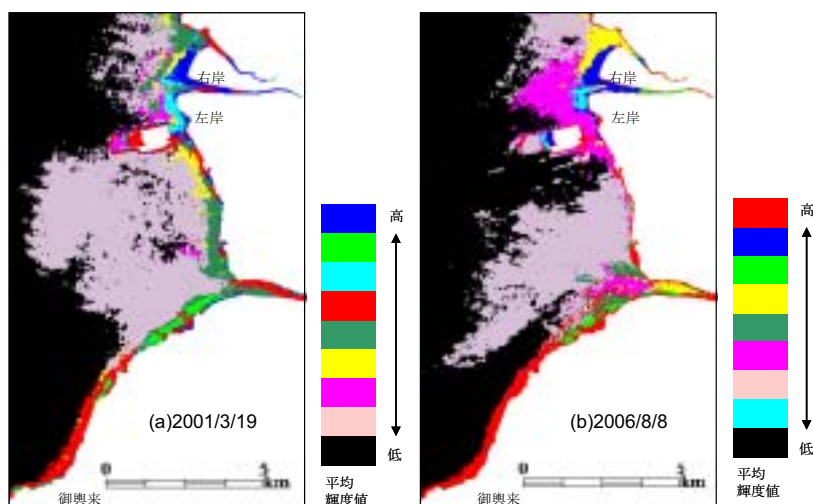 右岸
左岸
高
低
平均
輝度値
(a)2001/3/19
0 5
km
御輿来
右岸
左岸
高
低
平均
輝度値
(b)2006/8/8
0 5
km
御輿来